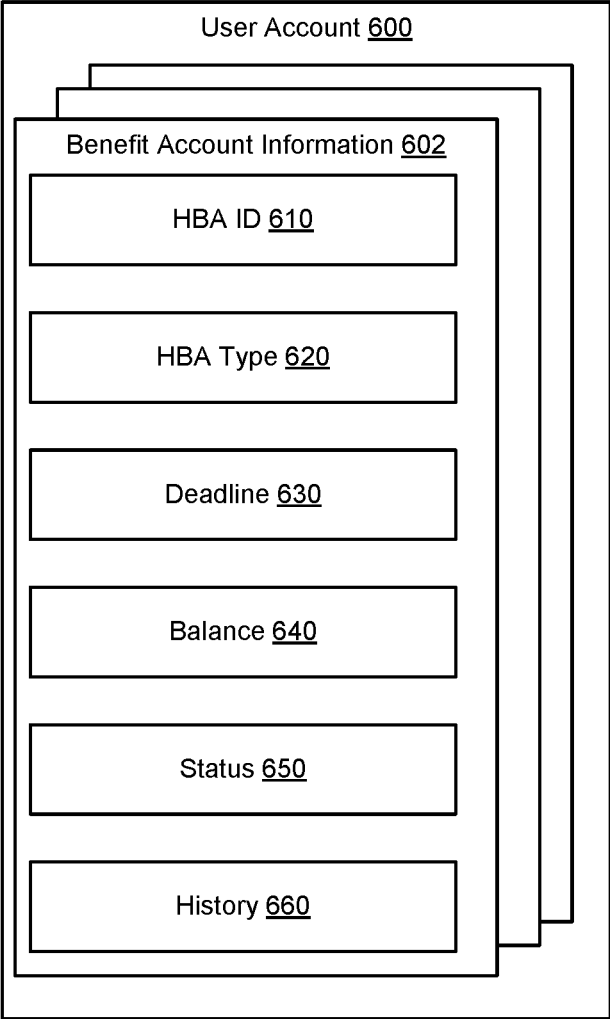 User Account 600
Benefit Account Information 602
HBA ID 610
HBA Type 620
Deadline 630
Balance 640
Status 650
History 660